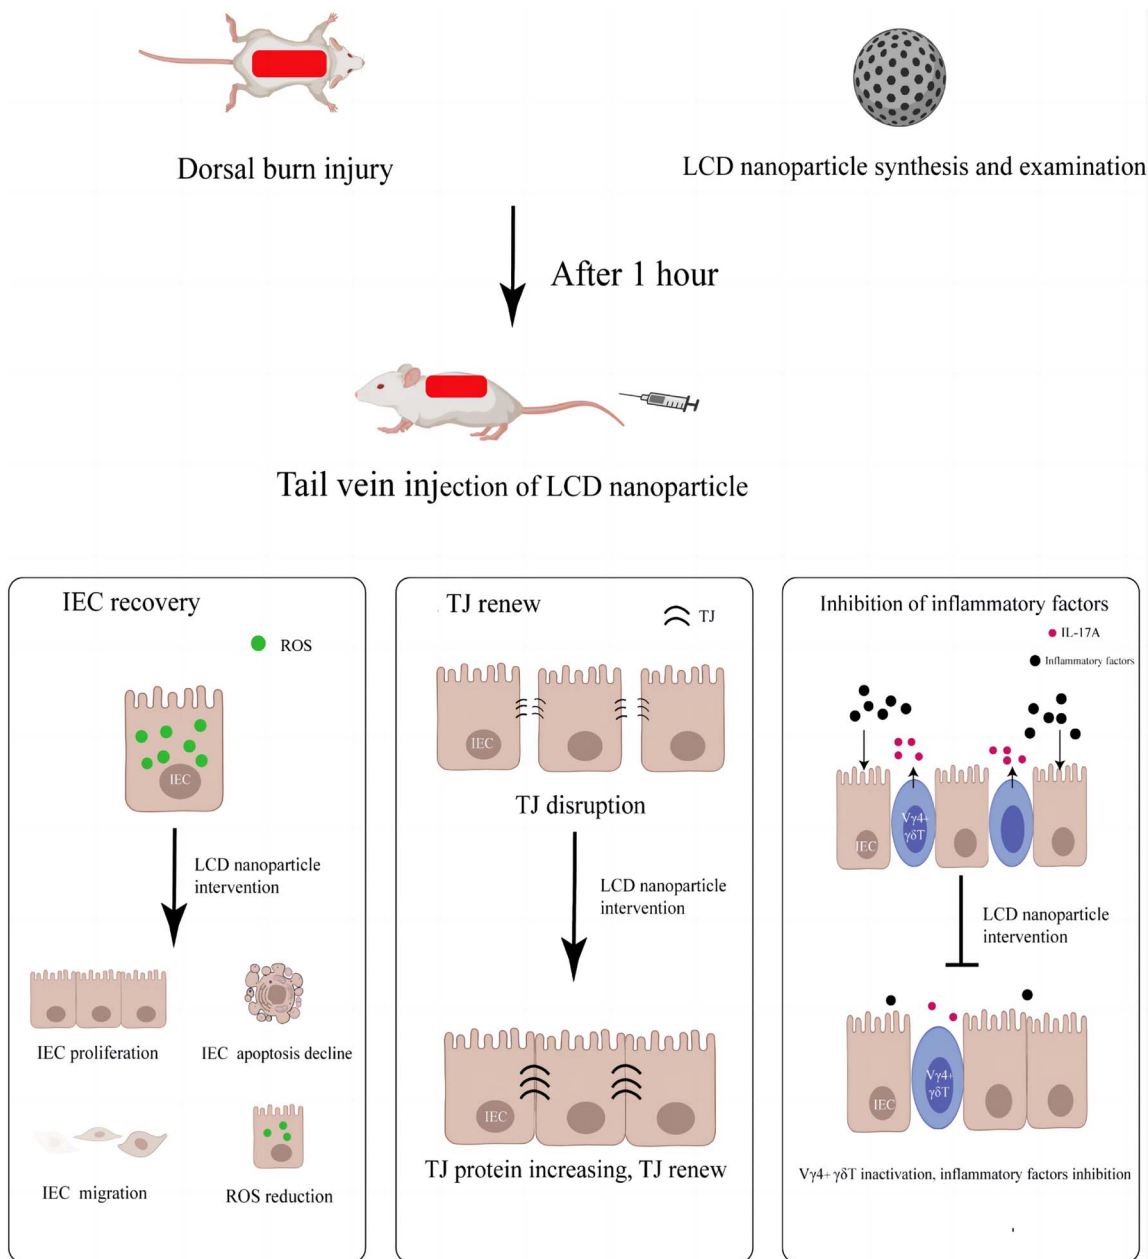 Dorsal burn injury
LCD nanoparticle synthesis and examination
After 1 hour
Tail vein injection of LCD nanoparticle
IEC recovery
ROS
IEC
LCD nanoparticle
intervention
IEC proliferation
IEC apoptosis decline
IEC migration
ROS reduction
. TJ renew
TJ
IEC
TJ disruption
LCD nanoparticle
intervention
IEC
TJ protein increasing, TJ renew
Inhibition of inflammatory factors
IL-17A
Inflammatory factors
Vγ4+
γδT
IEC
LCD nanoparticle
intervention
Vγ4+
γδT
IEC
Vγ4+ γδT inactivation, inflammatory factors inhibition